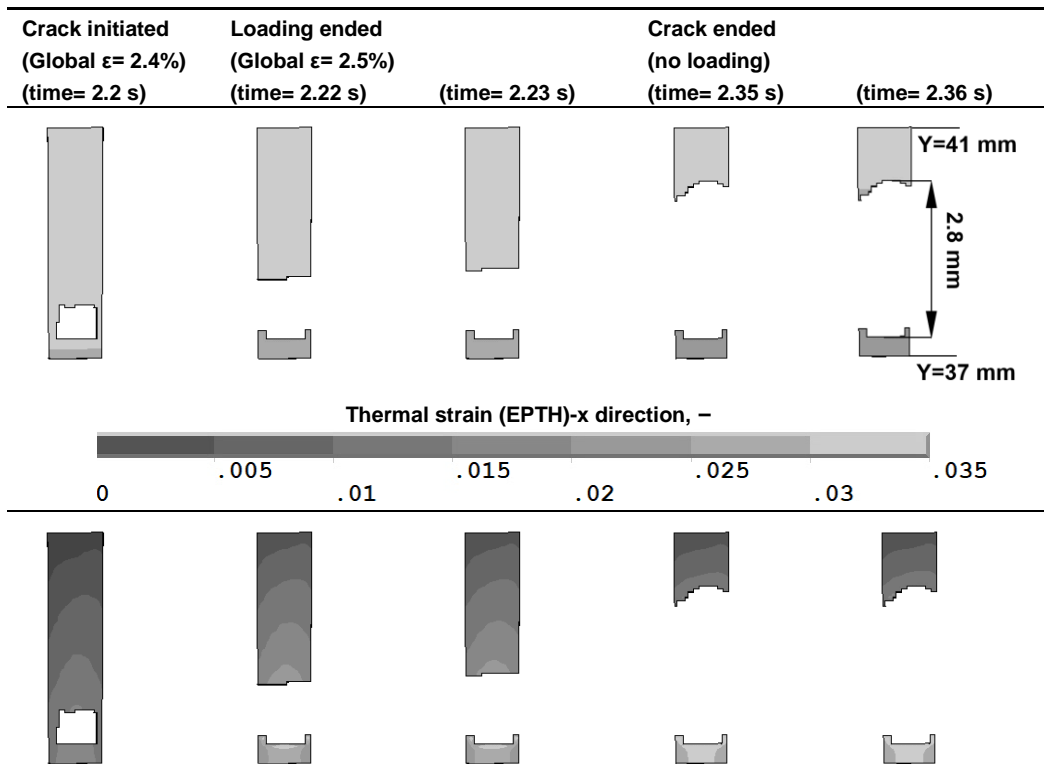 Crack initiated Loading ended Crack ended
(Global ε= 2.4%) (Global ε= 2.5%) (no loading)
(time= 2.2 s) (time= 2.22 s) (time= 2.23 s) (time= 2.35 s) (time= 2.36 s)
Y=41 mm
2.8 mm
Y=37 mm
Thermal strain (EPTH)-x direction, −
.005 .015 .025 .035
0 .01 .02 .03